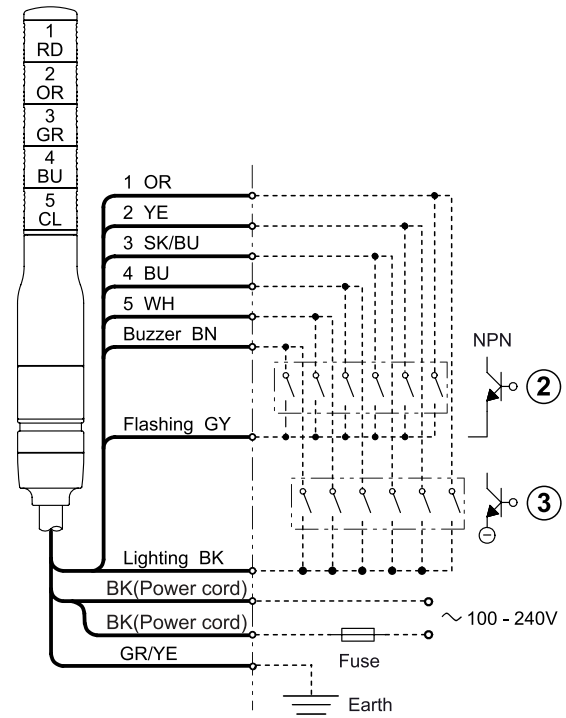 1
RD
2
OR
3
GR
4
BU
5
CL
1 OR
2 YE
3 SK/BU
4 BU
5 WH
Buzzer BN
NPN
2
Flashing GY
3
Lighting BK
BK(Power cord)
~ 100 - 240V
BK(Power cord)
Fuse
GR/YE
Earth